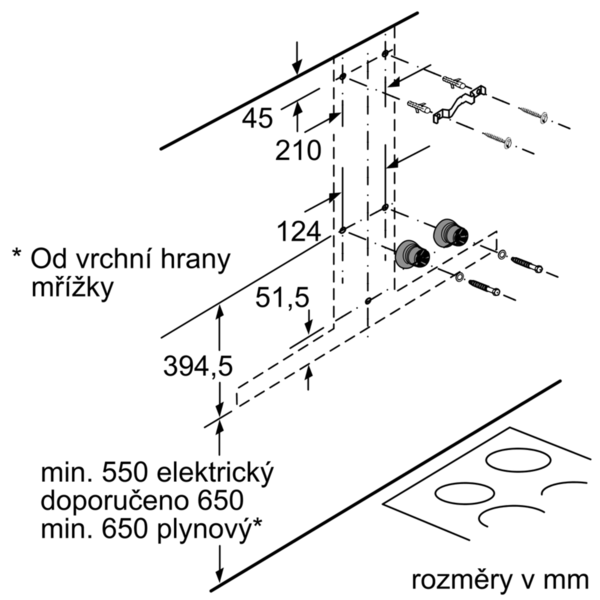 45
210
124
* Od vrchní hrany
mřížky
51,5
394,5
min. 550 elektrický
doporučeno 650
min. 650 plynový*
rozměry v mm